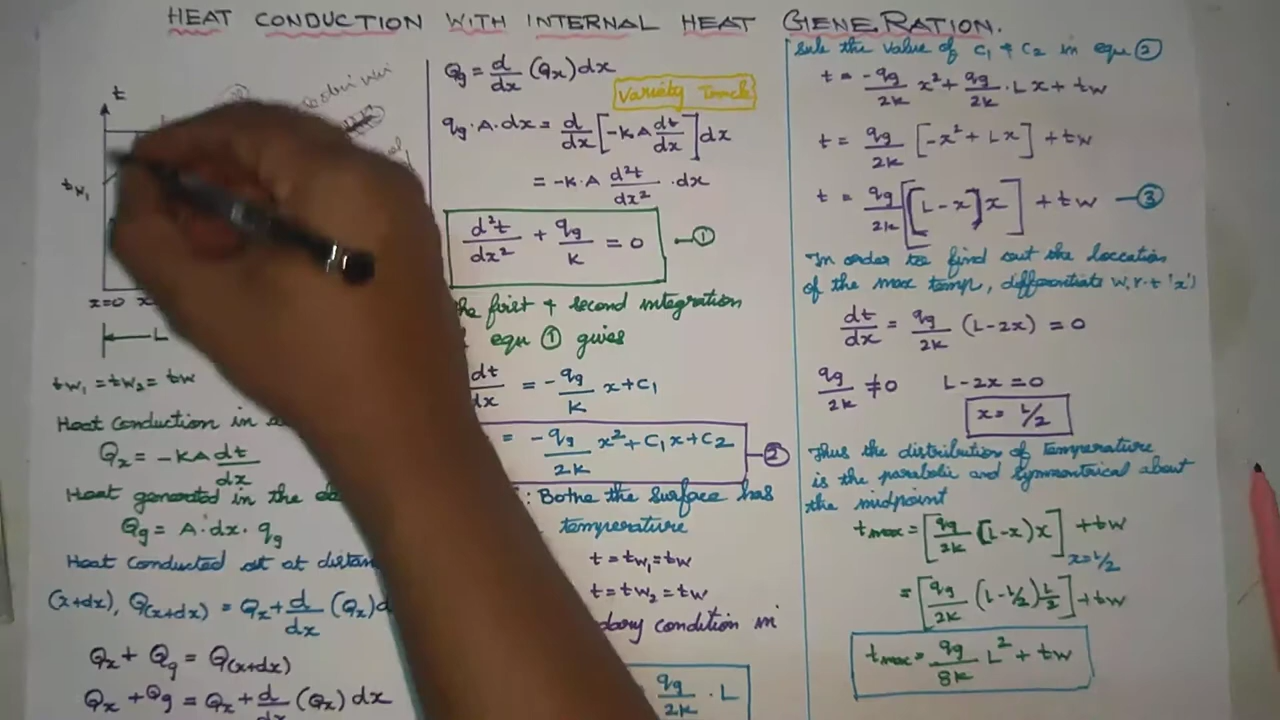 HEAT CONDUCTION WITH INTERNAL HEAT GENERATION.
t
tw₁
x=0 x
L
tw₁ = tw₂ = tw
Heat Conduction in
Qx = -KA dt/dx
Heat generated in the
Qg = A·dx·qg
Heat Conducted out at distan
(x+dx), Q(x+dx) = Qx + d/dx (Qx)d
Qx + Qg = Q(x+dx)
Qx + Qg = Qx + d/dx (Qx) dx
Qg = d/dx (Qx) dx
Variety Tamch
qg·A·dx = d/dx [-KA dt/dx] dx
= -K·A d²t/dx² · dx
d²t/dx² + qg/k = 0 ①
he first & second integration
equ ① gives
dt/dx = -qg/k x + C₁
= -qg/2k x² + C₁x + C₂ ②
: Bothe the surface has
temperature
t = tw₁ = tw
t = tw₂ = tw
dary condition in
qg/2k · L
sub the value of C₁ & C₂ in equ ②
t = -qg/2k x² + qg/2k · Lx + tw
t = qg/2k [-x² + Lx] + tw
t = qg/2k [[L-x]x] + tw ③
In order to find out the loccation
of the max temp, differentiate w.r.t 'x')
dt/dx = qg/2k (L-2x) = 0
qg/2k ≠ 0 L-2x = 0
x = L/2
Thus the distribution of temperature
is the parabolic and symmontrical about
the midpoint
tmax = [qg/2k (L-x)x] x=L/2 + tw
= [qg/2k (L-L/2) L/2] + tw
tmax = qg/8k L² + tw